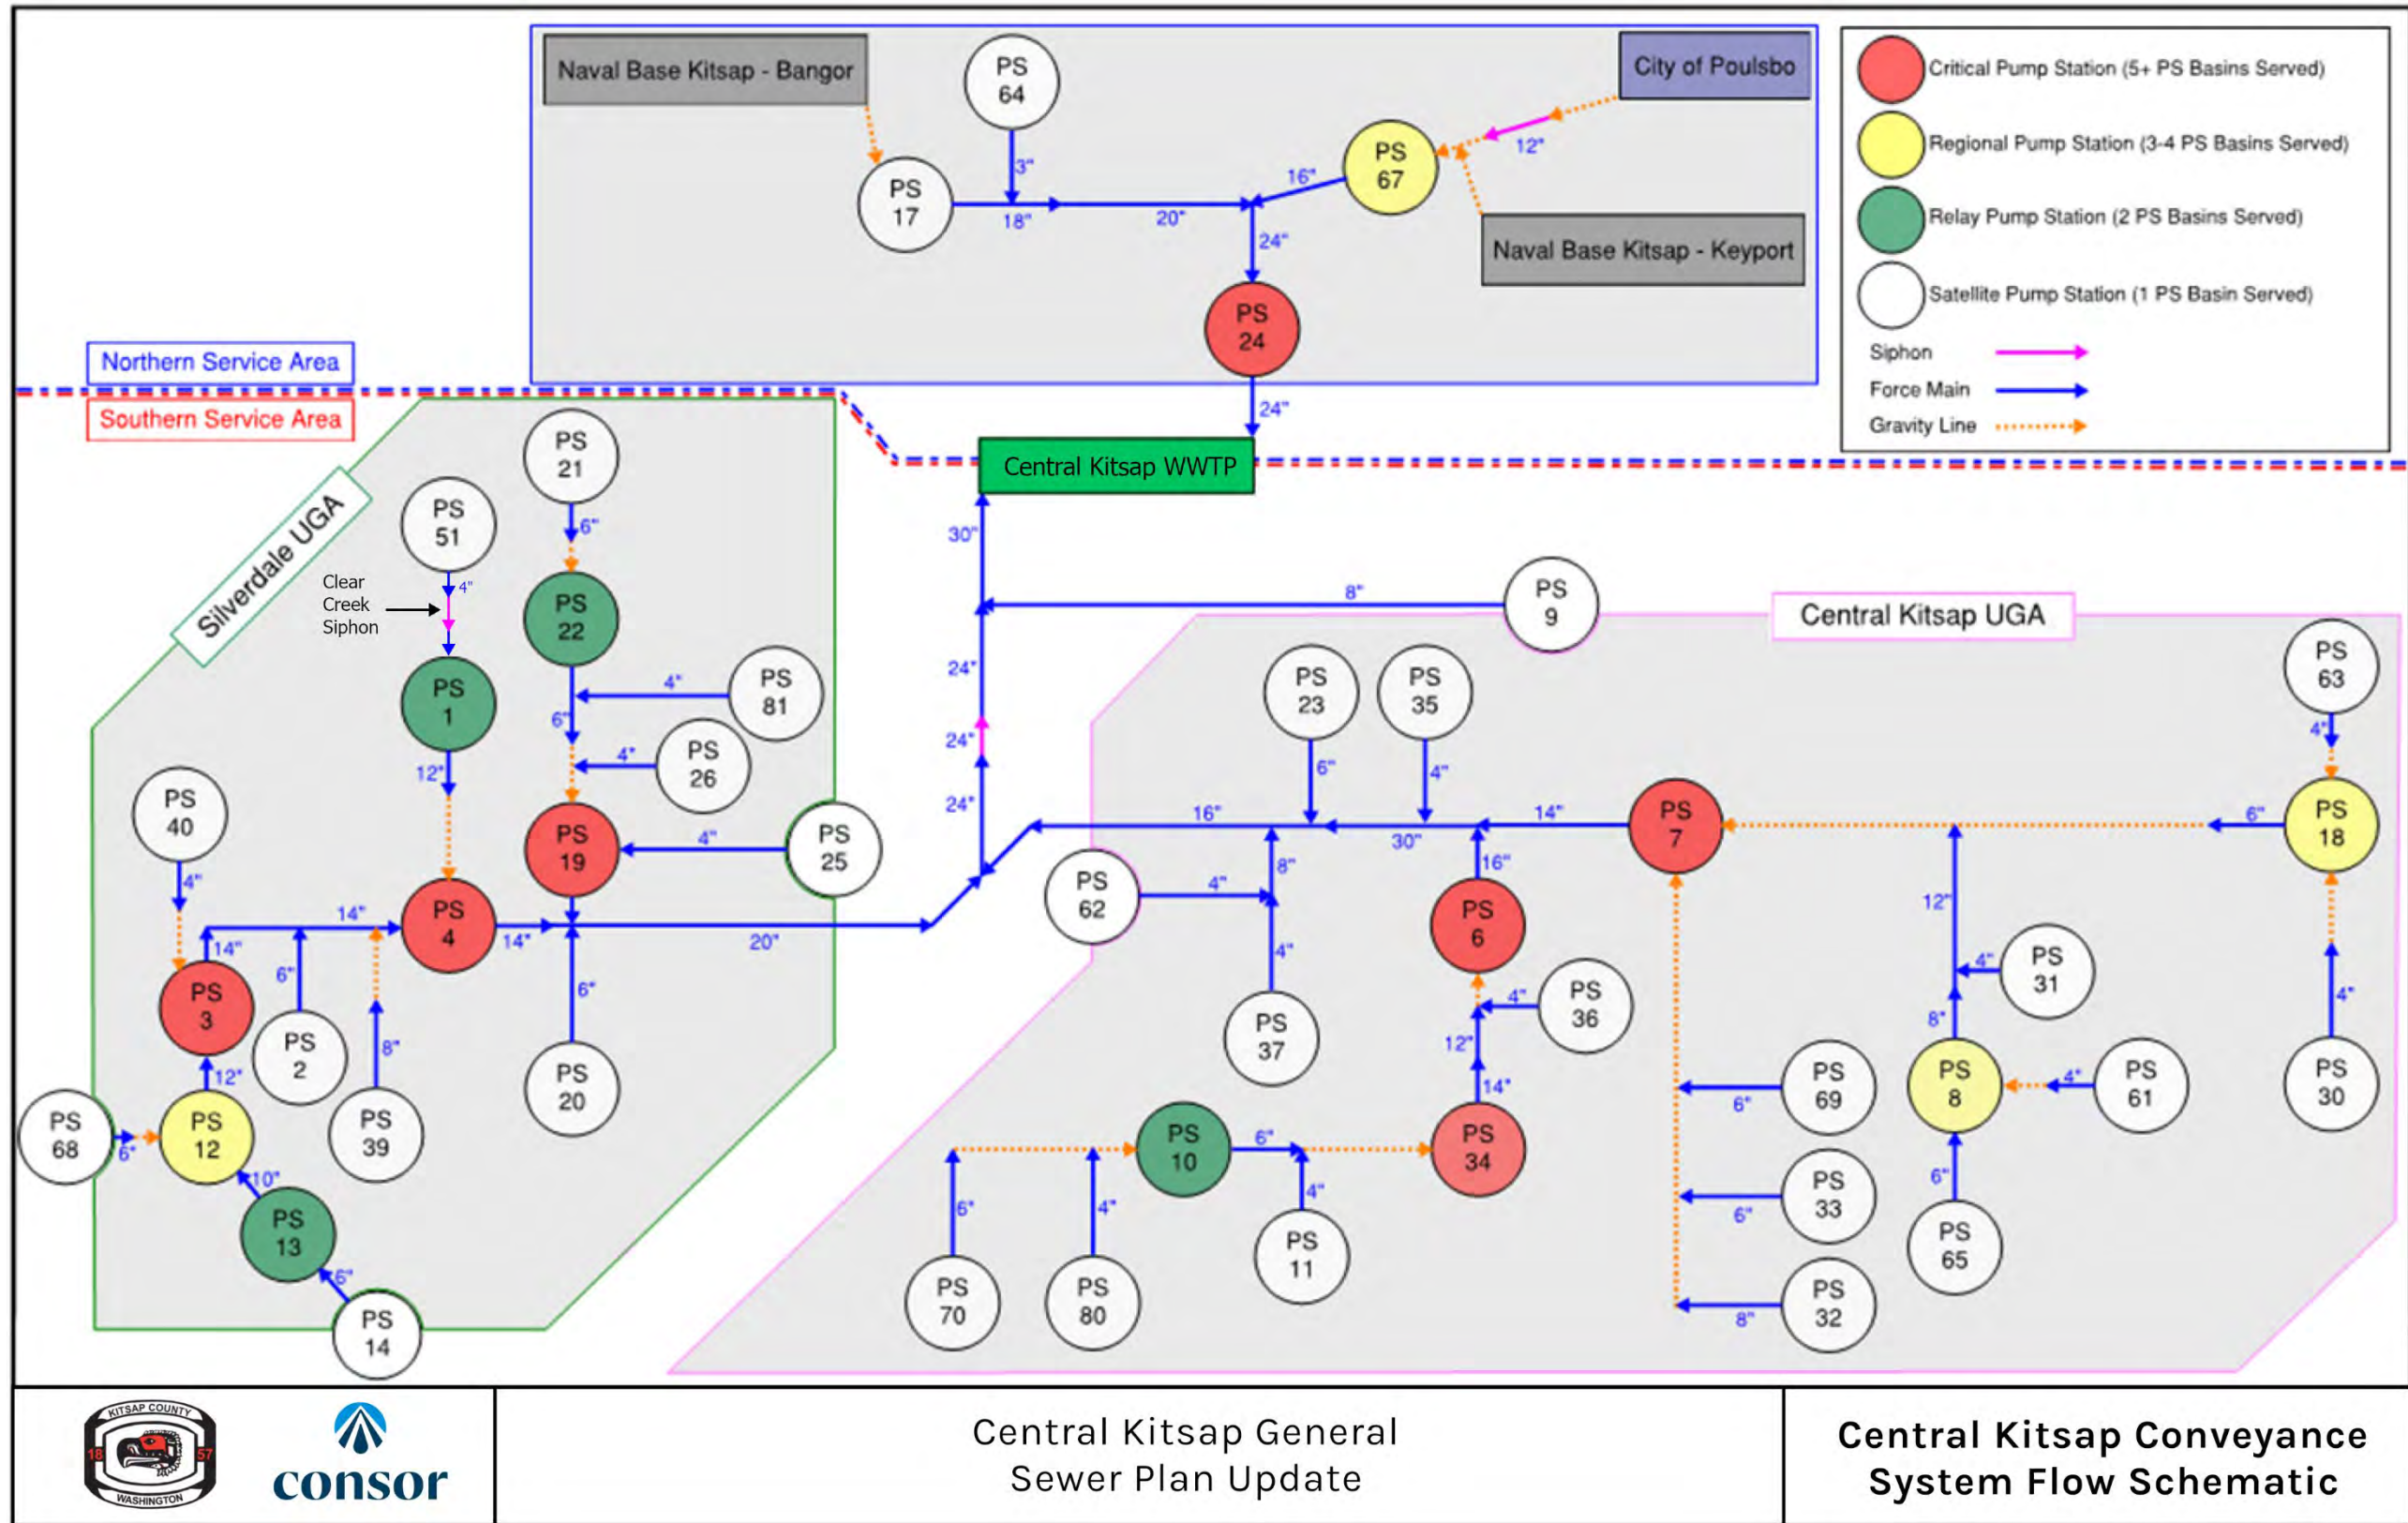 Naval Base Kitsap - Bangor
PS
64
City of Poulsbo
PS
67
12"
16"
3"
PS
17
18"
20"
24"
Naval Base Kitsap - Keyport
PS
24
24"
Critical Pump Station (5+ PS Basins Served)
Regional Pump Station (3-4 PS Basins Served)
Relay Pump Station (2 PS Basins Served)
Satellite Pump Station (1 PS Basin Served)
Siphon
Force Main
Gravity Line
Northern Service Area
Southern Service Area
Central Kitsap WWTP
Silverdale UGA
PS
21
6"
PS
51
4"
Clear
Creek
Siphon
PS
22
PS
1
12"
6"
4"
PS
81
4"
PS
26
PS
40
4"
PS
19
4"
PS
25
14"
PS
4
14"
20"
14"
6"
PS
3
PS
2
8"
6"
12"
PS
68
6"
PS
12
PS
39
PS
20
10"
PS
13
6"
PS
14
30"
8"
PS
9
24"
24"
24"
Central Kitsap UGA
PS
23
6"
PS
35
4"
16"
30"
14"
PS
7
PS
63
4"
6"
PS
18
PS
62
4"
8"
16"
PS
6
4"
PS
37
4"
PS
36
12"
14"
12"
4"
PS
31
8"
4"
PS
30
PS
8
4"
PS
61
6"
PS
65
PS
69
6"
PS
33
6"
PS
32
8"
PS
10
6"
PS
34
6"
4"
4"
PS
11
PS
70
PS
80
KITSAP COUNTY
18 57
WASHINGTON
consor
Central Kitsap General
Sewer Plan Update
Central Kitsap Conveyance
System Flow Schematic